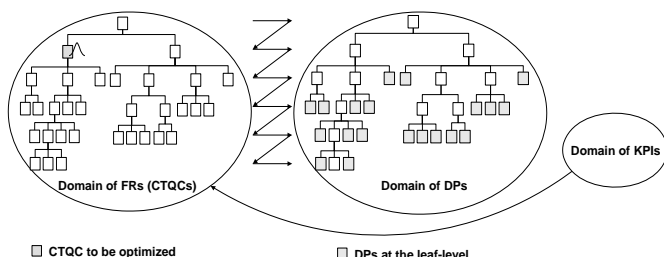 Domain of KPIs
Domain of FRs (CTQCs)
Domain of DPs
CTQC to be optimized
DPs at the leaf-level